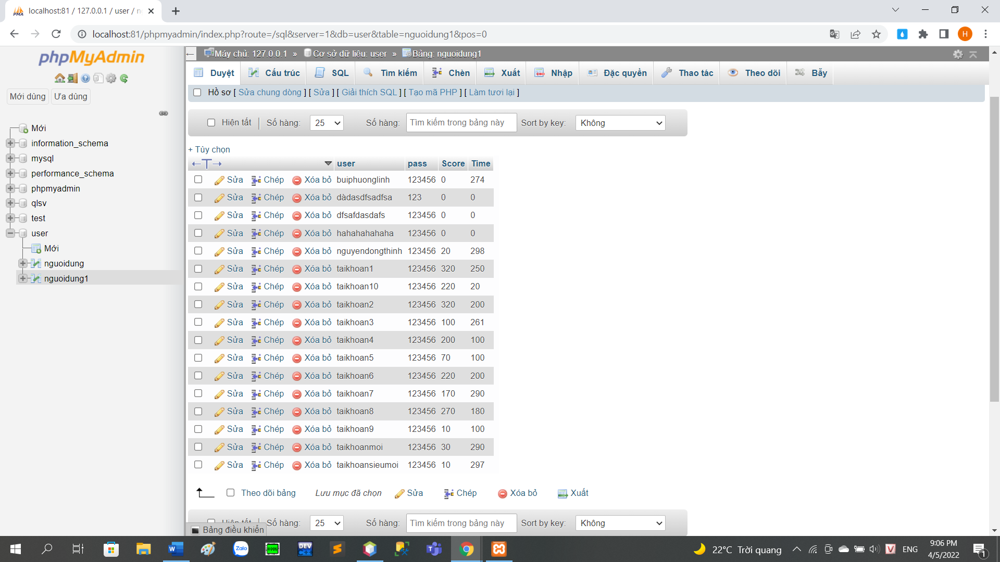 localhost:81 / 127.0.0.1 / user / n
localhost:81/phpmyadmin/index.php?route=/sql&server=1&db=user&table=nguoidung1&pos=0
H
phpMyAdmin
Mới dùng Ưa dùng
Mới
information_schema
mysql
performance_schema
phpmyadmin
qlsv
test
user
Mới
nguoidung
nguoidung1
Máy chủ: 127.0.0.1 » Cơ sở dữ liệu: user » Bảng: nguoidung1
Duyệt Cấu trúc SQL Tìm kiếm Chèn Xuất Nhập Đặc quyền Thao tác Theo dõi Bẫy
Hồ sơ [ Sửa chung dòng ] [ Sửa ] [ Giải thích SQL ] [ Tạo mã PHP ] [ Làm tươi lại ]
Hiện tất Số hàng: 25 Số hàng: Tìm kiếm trong bảng này Sort by key: Không
+ Tùy chọn
←T→ user pass Score Time
Sửa Chép Xóa bỏ buiphuonglinh 123456 0 274
Sửa Chép Xóa bỏ dàdasdfsadfsa 123 0 0
Sửa Chép Xóa bỏ dfsafdasdafs 123456 0 0
Sửa Chép Xóa bỏ hahahahahaha 123456 0 0
Sửa Chép Xóa bỏ nguyendongthinh 123456 20 298
Sửa Chép Xóa bỏ taikhoan1 123456 320 250
Sửa Chép Xóa bỏ taikhoan10 123456 220 20
Sửa Chép Xóa bỏ taikhoan2 123456 320 200
Sửa Chép Xóa bỏ taikhoan3 123456 100 261
Sửa Chép Xóa bỏ taikhoan4 123456 200 100
Sửa Chép Xóa bỏ taikhoan5 123456 70 100
Sửa Chép Xóa bỏ taikhoan6 123456 220 200
Sửa Chép Xóa bỏ taikhoan7 123456 170 290
Sửa Chép Xóa bỏ taikhoan8 123456 270 180
Sửa Chép Xóa bỏ taikhoan9 123456 10 100
Sửa Chép Xóa bỏ taikhoanmoi 123456 30 290
Sửa Chép Xóa bỏ taikhoansieumoi 123456 10 297
Theo dõi bảng Lưu mục đã chọn Sửa Chép Xóa bỏ Xuất
Hiện tất Số hàng: 25 Số hàng: Tìm kiếm trong bảng này Sort by key: Không
Bảng điều khiển
22°C Trời quang ENG 9:06 PM
4/5/2022
1